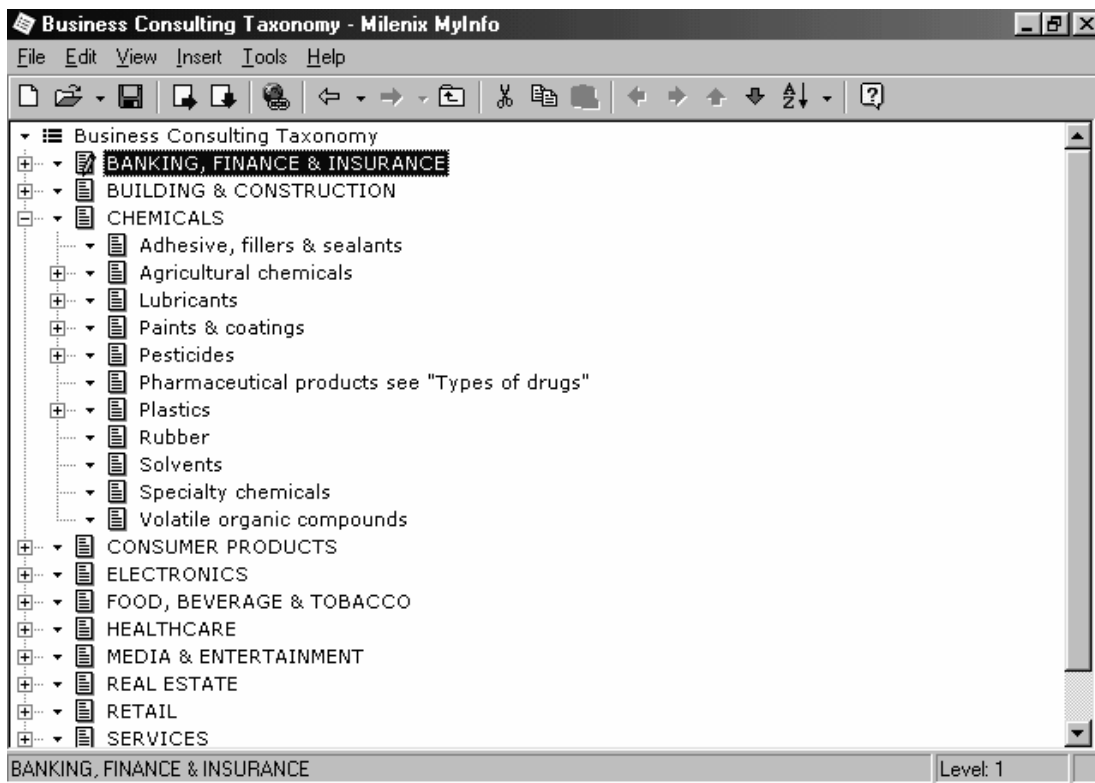 Business Consulting Taxonomy - Milenix MyInfo
File Edit View Insert Tools Help
Business Consulting Taxonomy
BANKING, FINANCE & INSURANCE
BUILDING & CONSTRUCTION
CHEMICALS
Adhesive, fillers & sealants
Agricultural chemicals
Lubricants
Paints & coatings
Pesticides
Pharmaceutical products see "Types of drugs"
Plastics
Rubber
Solvents
Specialty chemicals
Volatile organic compounds
CONSUMER PRODUCTS
ELECTRONICS
FOOD, BEVERAGE & TOBACCO
HEALTHCARE
MEDIA & ENTERTAINMENT
REAL ESTATE
RETAIL
SERVICES
BANKING, FINANCE & INSURANCE Level: 1